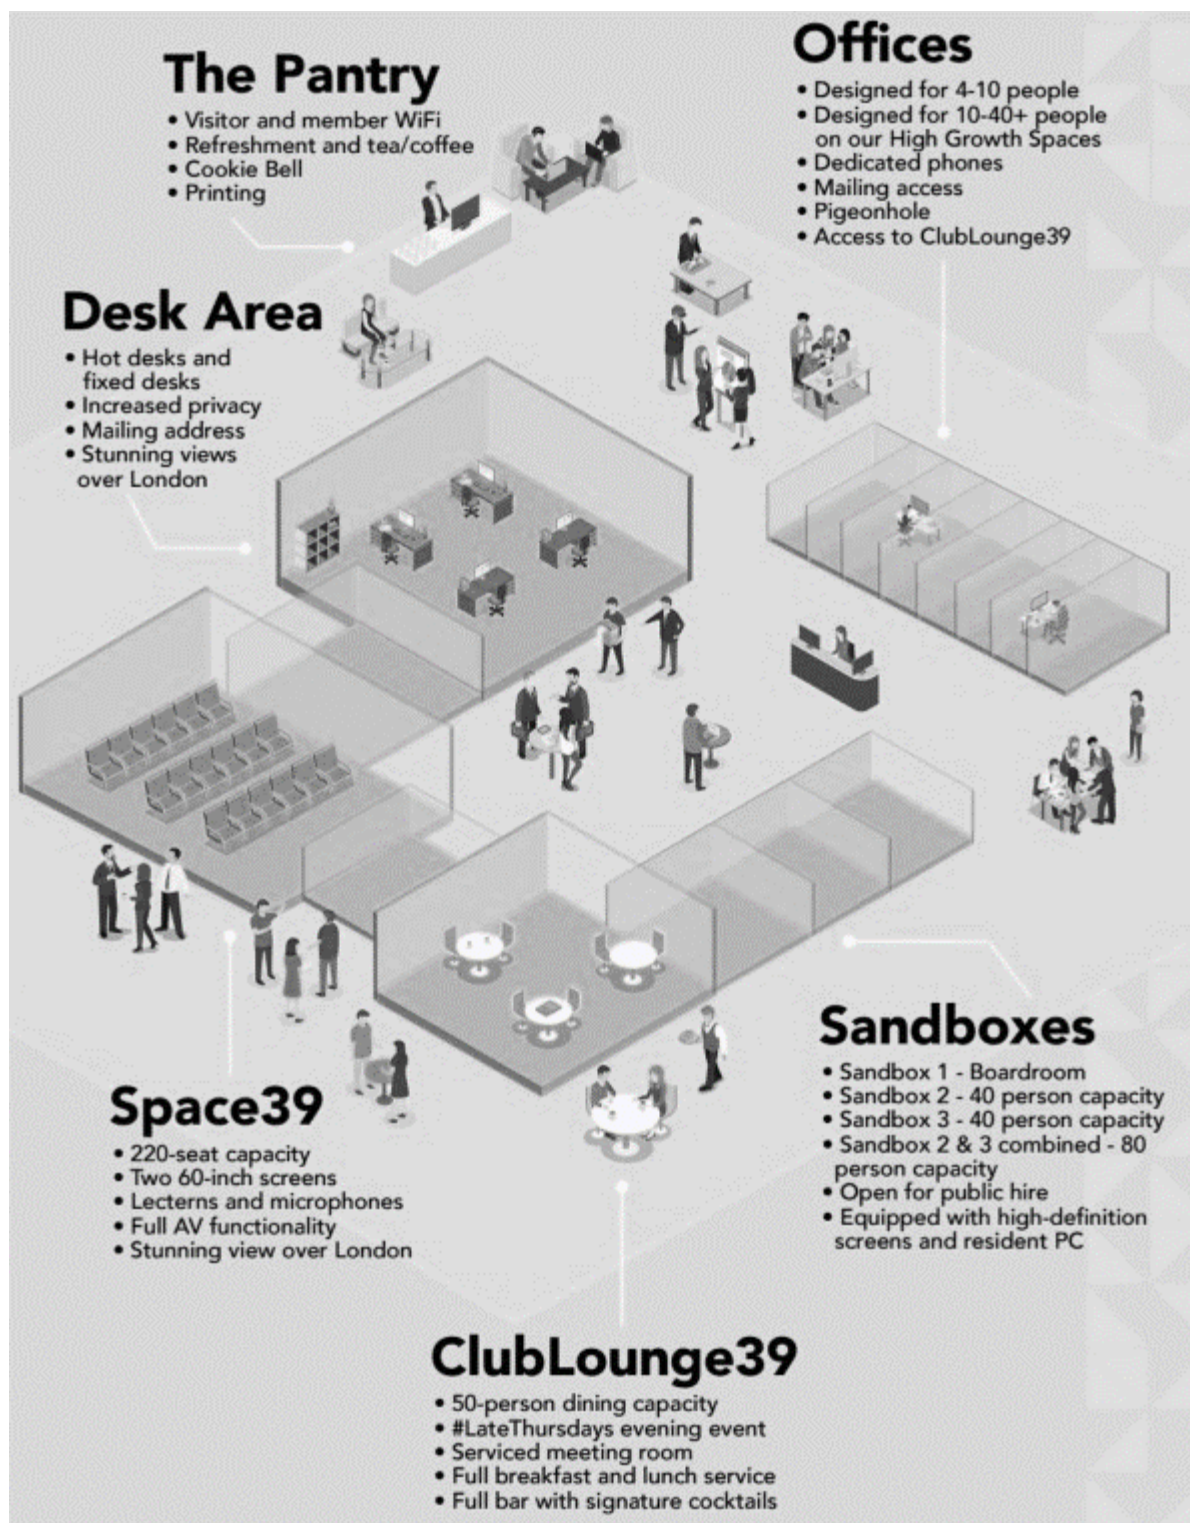 The Pantry
• Visitor and member WiFi
• Refreshment and tea/coffee
• Cookie Bell
• Printing
Offices
• Designed for 4-10 people
• Designed for 10-40+ people
on our High Growth Spaces
• Dedicated phones
• Mailing access
• Pigeonhole
• Access to ClubLounge39
Desk Area
• Hot desks and
fixed desks
• Increased privacy
• Mailing address
• Stunning views
over London
Sandboxes
• Sandbox 1 - Boardroom
• Sandbox 2 - 40 person capacity
• Sandbox 3 - 40 person capacity
• Sandbox 2 & 3 combined - 80
person capacity
• Open for public hire
• Equipped with high-definition
screens and resident PC
Space39
• 220-seat capacity
• Two 60-inch screens
• Lecterns and microphones
• Full AV functionality
• Stunning view over London
ClubLounge39
• 50-person dining capacity
• #LateThursdays evening event
• Serviced meeting room
• Full breakfast and lunch service
• Full bar with signature cocktails